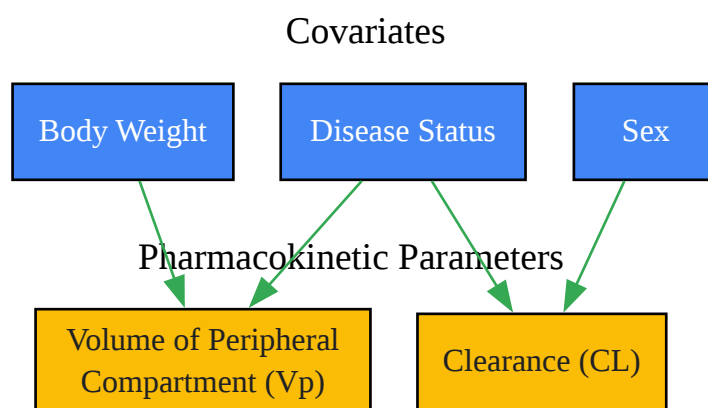 Covariates
Body Weight
Disease Status
Sex
Pharmacokinetic Parameters
Volume of Peripheral
Compartment (Vp)
Clearance (CL)